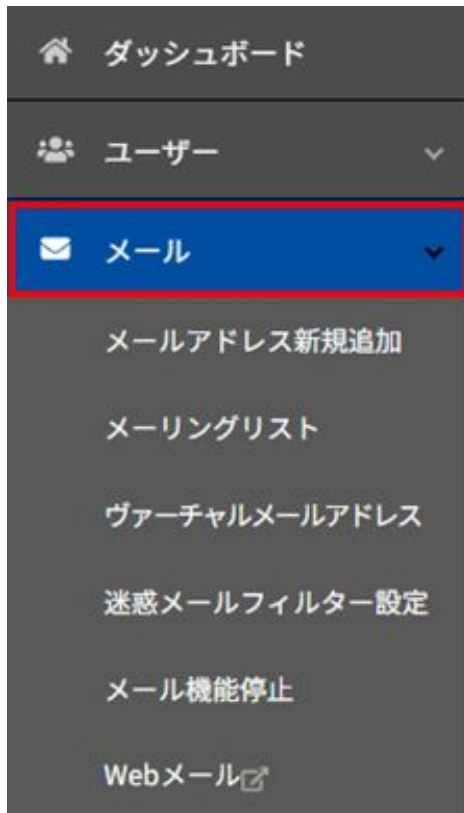 ダッシュボード
ユーザー
メール
メールアドレス新規追加
メーリングリスト
ヴァーチャルメールアドレス
迷惑メールフィルター設定
メール機能停止
Webメール